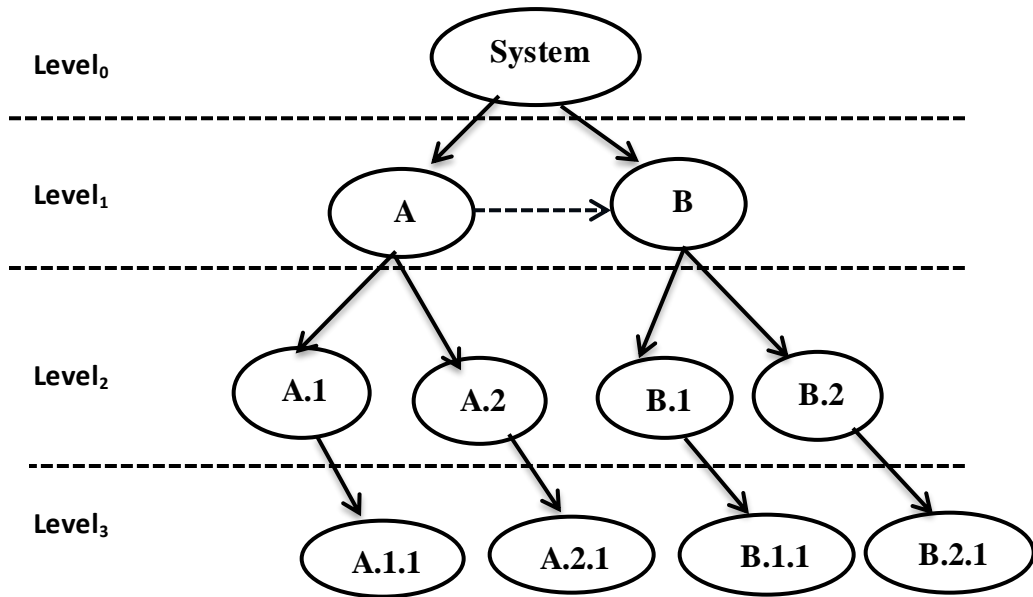 System
Level₀
Level₁
A
B
Level₂
A.1
A.2
B.1
B.2
Level₃
A.1.1
A.2.1
B.1.1
B.2.1